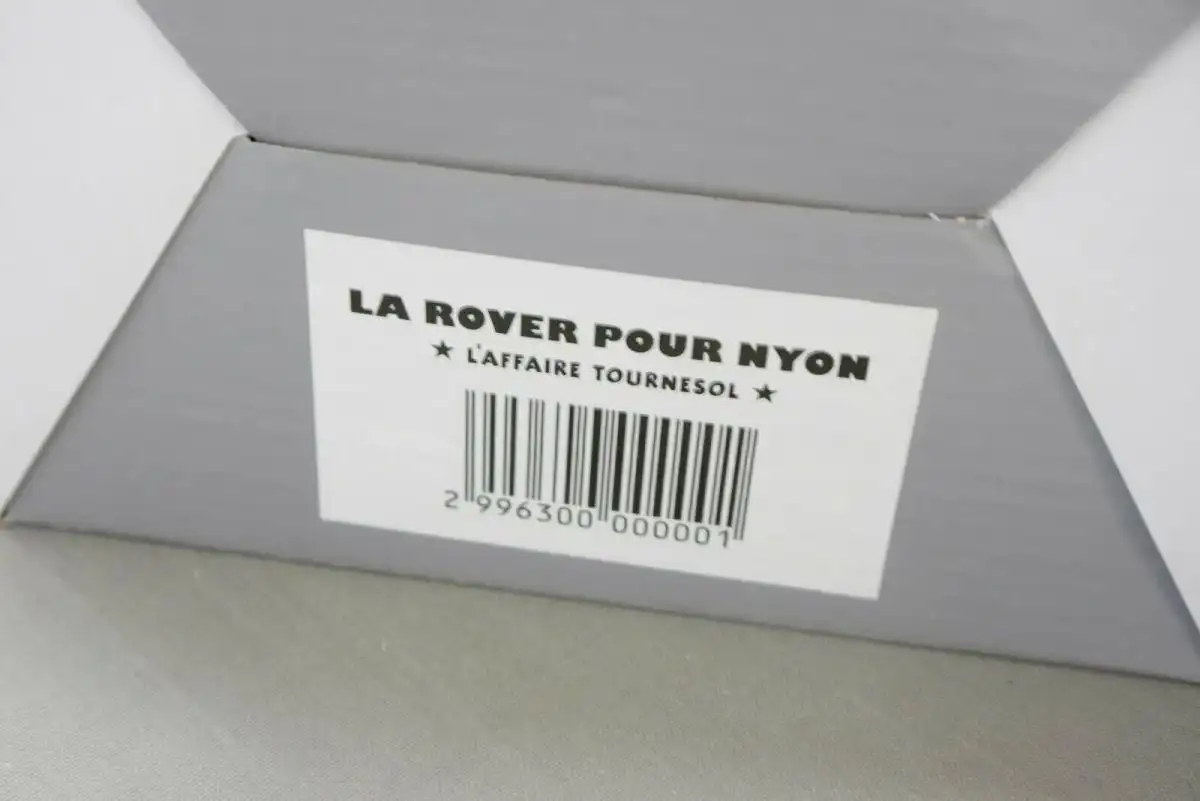 LA ROVER POUR NYON
★ L'AFFAIRE TOURNESOL ★
2 996300 000001